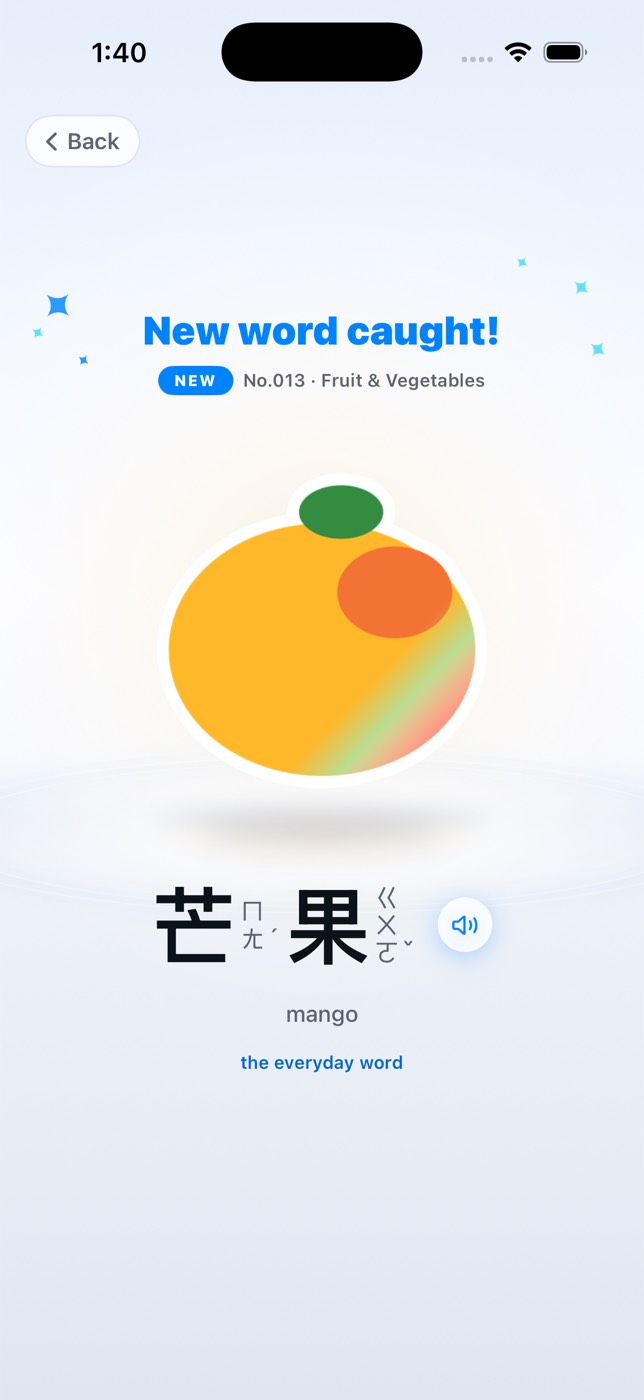 1:40
Back
New word caught!
NEW No.013 · Fruit & Vegetables
芒ㄇㄤˊ果ㄍㄨㄛˇ
mango
the everyday word